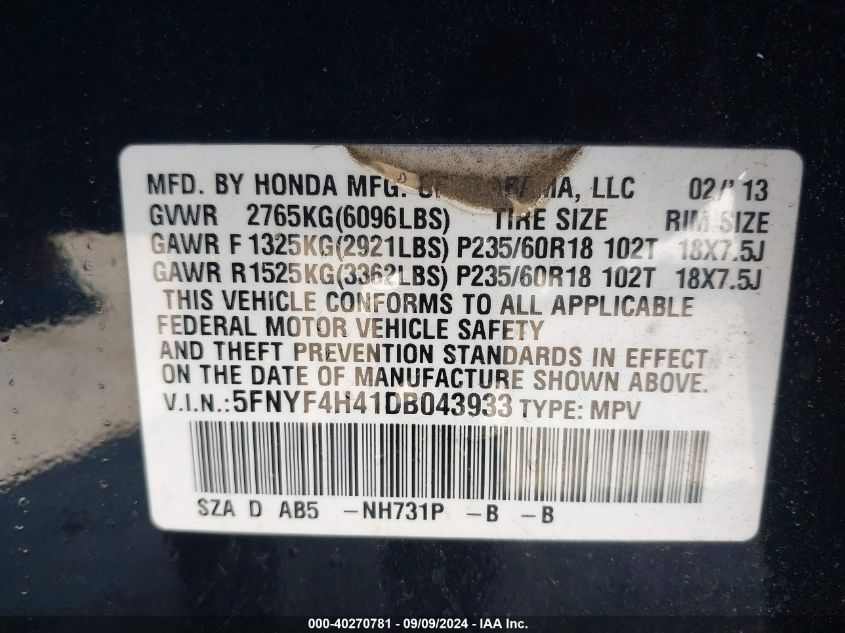 MFD. BY HONDA MFG. LLC 02/'13
GVWR 2765KG(6096LBS) TIRE SIZE RIM SIZE
GAWR F 1325KG(2921LBS) P235/60R18 102T 18X7.5J
GAWR R 1525KG(3362LBS) P235/60R18 102T 18X7.5J
THIS VEHICLE CONFORMS TO ALL APPLICABLE
FEDERAL MOTOR VEHICLE SAFETY
AND THEFT PREVENTION STANDARDS IN EFFECT
ON THE DATE OF MANUFACTURE SHOWN ABOVE.
V.I.N.:5FNYF4H41DB043933 TYPE: MPV
SZA D AB5 -NH731P -B -B
000-40270781 - 09/09/2024 - IAA Inc.